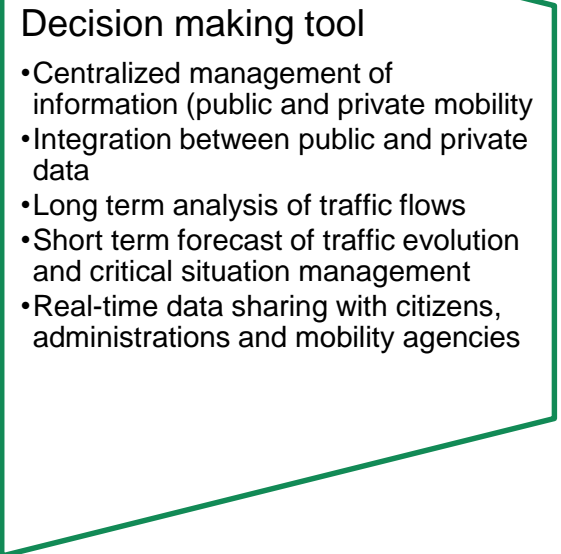 Decision making tool
•Centralized management of
information (public and private mobility
•Integration between public and private
data
•Long term analysis of traffic flows
•Short term forecast of traffic evolution
and critical situation management
•Real-time data sharing with citizens,
administrations and mobility agencies